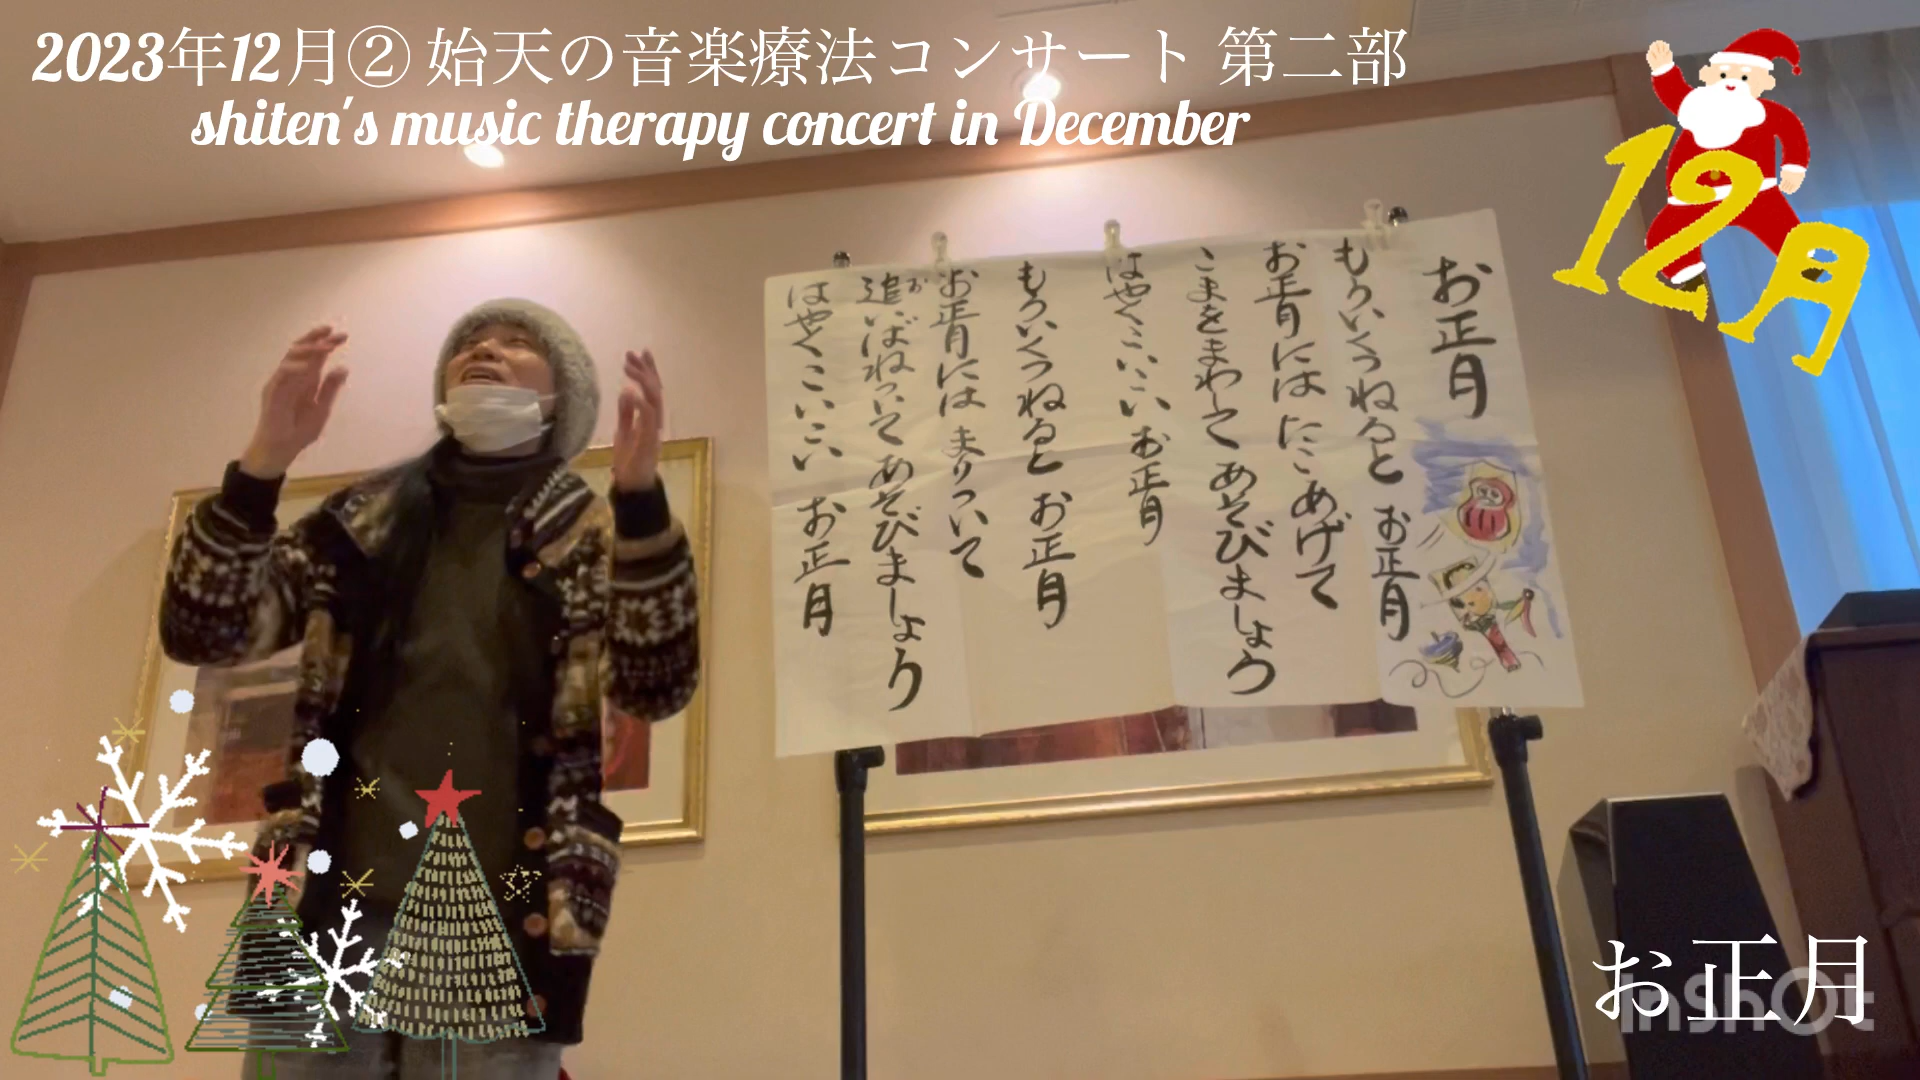 2023年12月② 始天の音楽療法コンサート 第二部
shiten's music therapy concert in December
12月
お正月
もういくつねると お正月
お正月には たこあげて
こまをまわして あそびましょう
はやくこいこい お正月
もういくつねると お正月
お正月には まりついて
追いばねついて あそびましょう
お
はやくこいこい お正月
お正月
InShOt